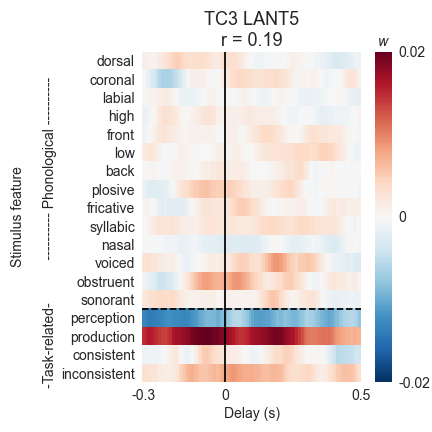 TC3 LANT5
r = 0.19
w
dorsal
coronal
labial
high
front
low
back
plosive
fricative
syllabic
nasal
voiced
obstruent
sonorant
perception
production
consistent
inconsistent
Stimulus feature
----------- Phonological ----------
-Task-related-
0.02
0
-0.02
-0.3
0
0.5
Delay (s)